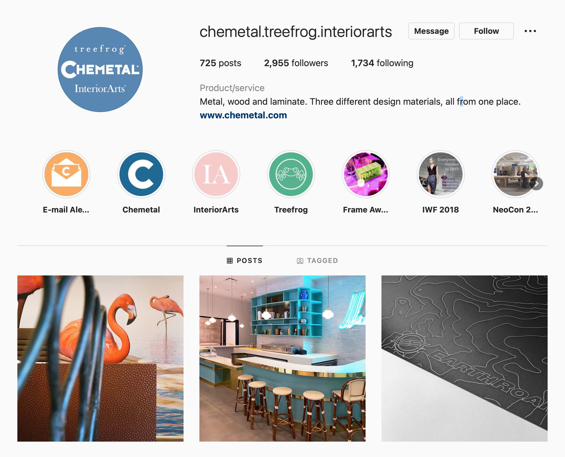 chemetal.treefrog.interiorarts Message Follow
725 posts 2,955 followers 1,734 following
Product/service
Metal, wood and laminate. Three different design materials, all from one place.
www.chemetal.com
treefrog
CHEMETAL
InteriorArts
C C IA
E-mail Ale... Chemetal InteriorArts Treefrog Frame Aw... IWF 2018 NeoCon 2...
POSTS TAGGED